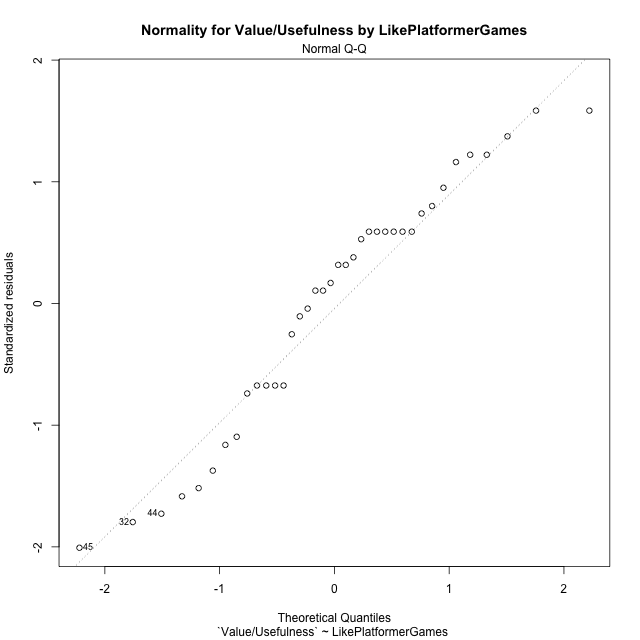 Normality for Value/Usefulness by LikePlatformerGames
Normal Q-Q
2
1
0
-1
-2
Standardized residuals
45
32
44
-2 -1 0 1 2
Theoretical Quantiles
`Value/Usefulness` ~ LikePlatformerGames